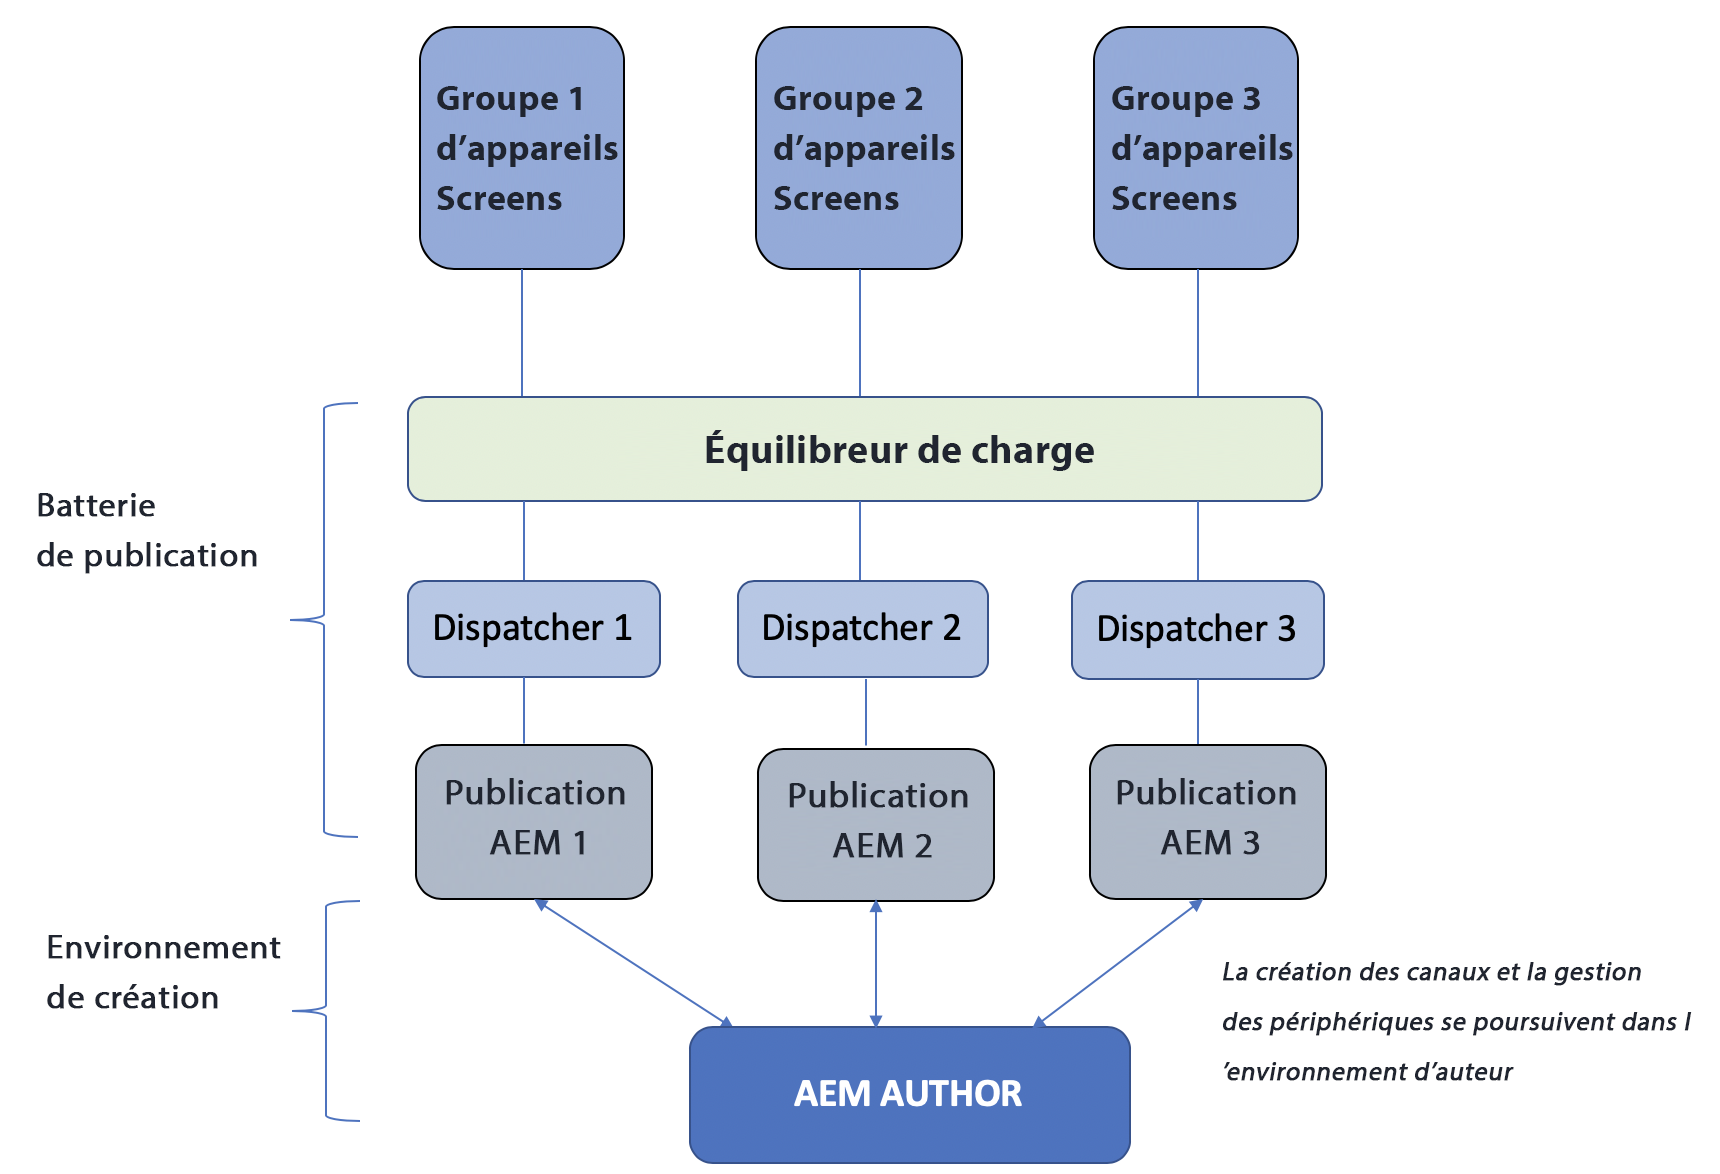 Groupe 1
d’appareils
Screens
Groupe 2
d’appareils
Screens
Groupe 3
d’appareils
Screens
Équilibreur de charge
Batterie
de publication
Dispatcher 1
Dispatcher 2
Dispatcher 3
Publication
AEM 1
Publication
AEM 2
Publication
AEM 3
Environnement
de création
La création des canaux et la gestion
des périphériques se poursuivent dans l
’environnement d’auteur
AEM AUTHOR